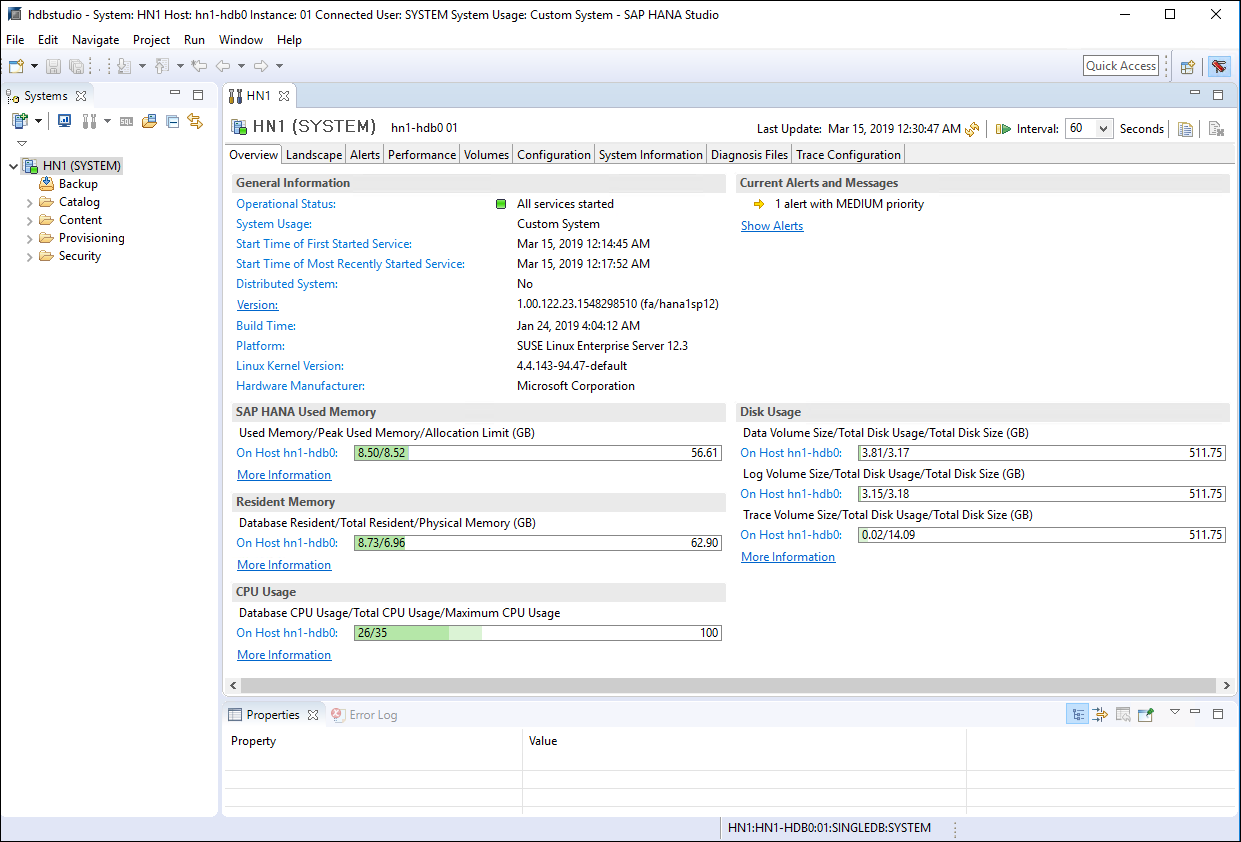 hdbstudio - System: HN1 Host: hn1-hdb0 Instance: 01 Connected User: SYSTEM System Usage: Custom System - SAP HANA Studio
File Edit Navigate Project Run Window Help
Quick Access
Systems
HN1 (SYSTEM)
Backup
Catalog
Content
Provisioning
Security
HN1
HN1 (SYSTEM) hn1-hdb0 01
Last Update: Mar 15, 2019 12:30:47 AM Interval: 60 Seconds
Overview Landscape Alerts Performance Volumes Configuration System Information Diagnosis Files Trace Configuration
General Information
Operational Status: All services started
System Usage: Custom System
Start Time of First Started Service: Mar 15, 2019 12:14:45 AM
Start Time of Most Recently Started Service: Mar 15, 2019 12:17:52 AM
Distributed System: No
Version: 1.00.122.23.1548298510 (fa/hana1sp12)
Build Time: Jan 24, 2019 4:04:12 AM
Platform: SUSE Linux Enterprise Server 12.3
Linux Kernel Version: 4.4.143-94.47-default
Hardware Manufacturer: Microsoft Corporation
Current Alerts and Messages
1 alert with MEDIUM priority
Show Alerts
SAP HANA Used Memory
Used Memory/Peak Used Memory/Allocation Limit (GB)
On Host hn1-hdb0: 8.50/8.52 56.61
More Information
Resident Memory
Database Resident/Total Resident/Physical Memory (GB)
On Host hn1-hdb0: 8.73/6.96 62.90
More Information
CPU Usage
Database CPU Usage/Total CPU Usage/Maximum CPU Usage
On Host hn1-hdb0: 26/35 100
More Information
Disk Usage
Data Volume Size/Total Disk Usage/Total Disk Size (GB)
On Host hn1-hdb0: 3.81/3.17 511.75
Log Volume Size/Total Disk Usage/Total Disk Size (GB)
On Host hn1-hdb0: 3.15/3.18 511.75
Trace Volume Size/Total Disk Usage/Total Disk Size (GB)
On Host hn1-hdb0: 0.02/14.09 511.75
More Information
Properties Error Log
Property Value
HN1:HN1-HDB0:01:SINGLEDB:SYSTEM